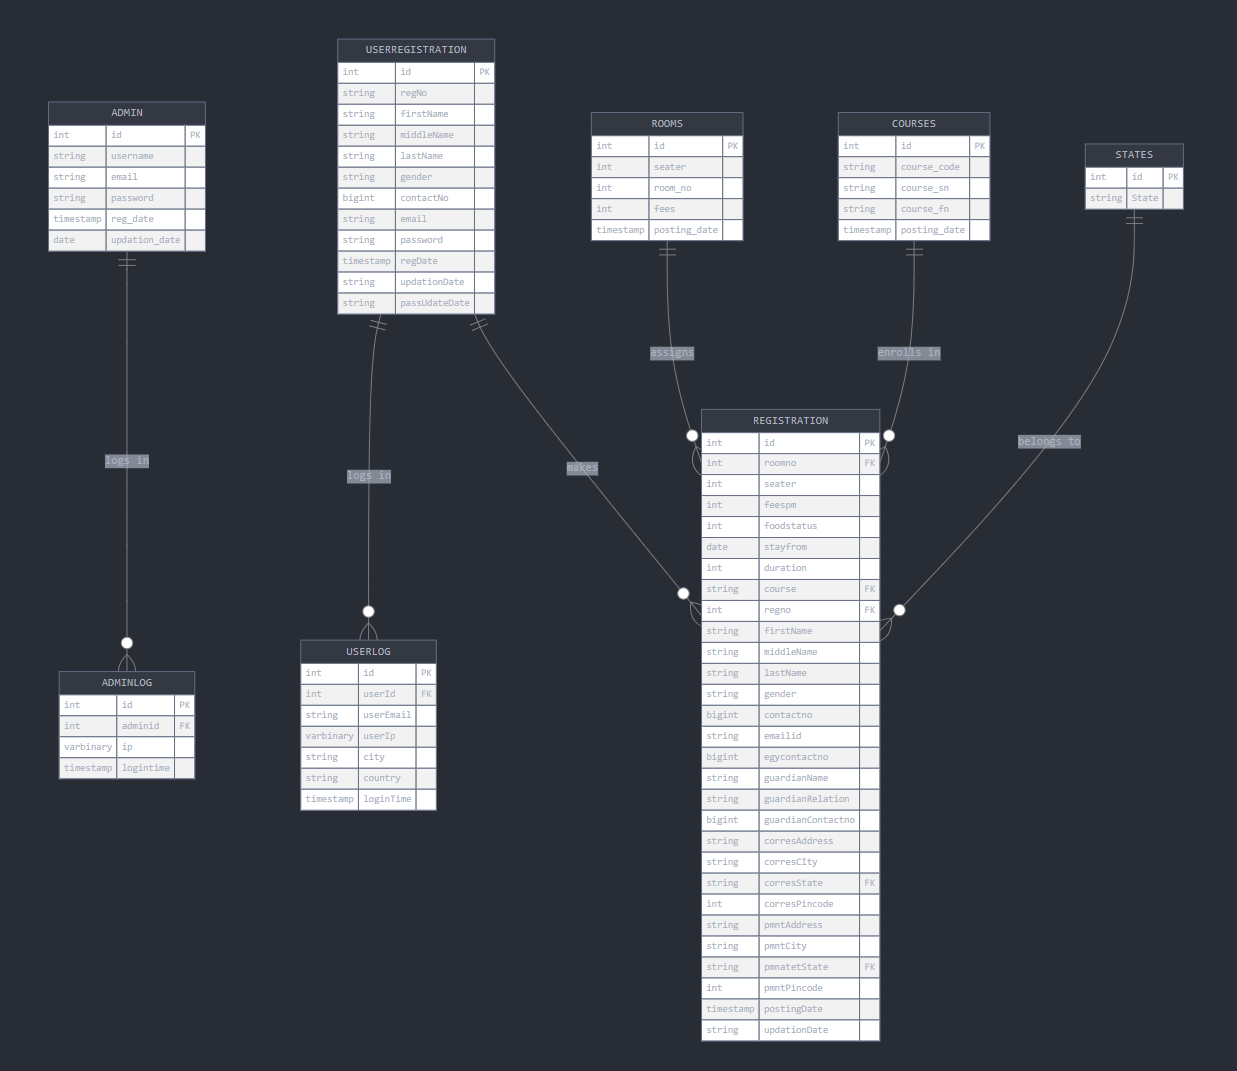 USERREGISTRATION
int id PK
string regNo
string firstName
string middleName
string lastName
string gender
bigint contactNo
string email
string password
timestamp regDate
string updationDate
string passUdateDate
ADMIN
int id PK
string username
string email
string password
timestamp reg_date
date updation_date
ROOMS
int id PK
int seater
int room_no
int fees
timestamp posting_date
COURSES
int id PK
string course_code
string course_sn
string course_fn
timestamp posting_date
STATES
int id PK
string State
assigns
enrolls in
belongs to
logs in
logs in
makes
REGISTRATION
int id PK
int roomno FK
int seater
int feespm
int foodstatus
date stayfrom
int duration
string course FK
int regno FK
string firstName
string middleName
string lastName
string gender
bigint contactno
string emailid
bigint egycontactno
string guardianName
string guardianRelation
bigint guardianContactno
string corresAddress
string corresCIty
string corresState FK
int corresPincode
string pmntAddress
string pmntCity
string pmnatetState FK
int pmntPincode
timestamp postingDate
string updationDate
USERLOG
int id PK
int userId FK
string userEmail
varbinary userIp
string city
string country
timestamp loginTime
ADMINLOG
int id PK
int adminid FK
varbinary ip
timestamp logintime